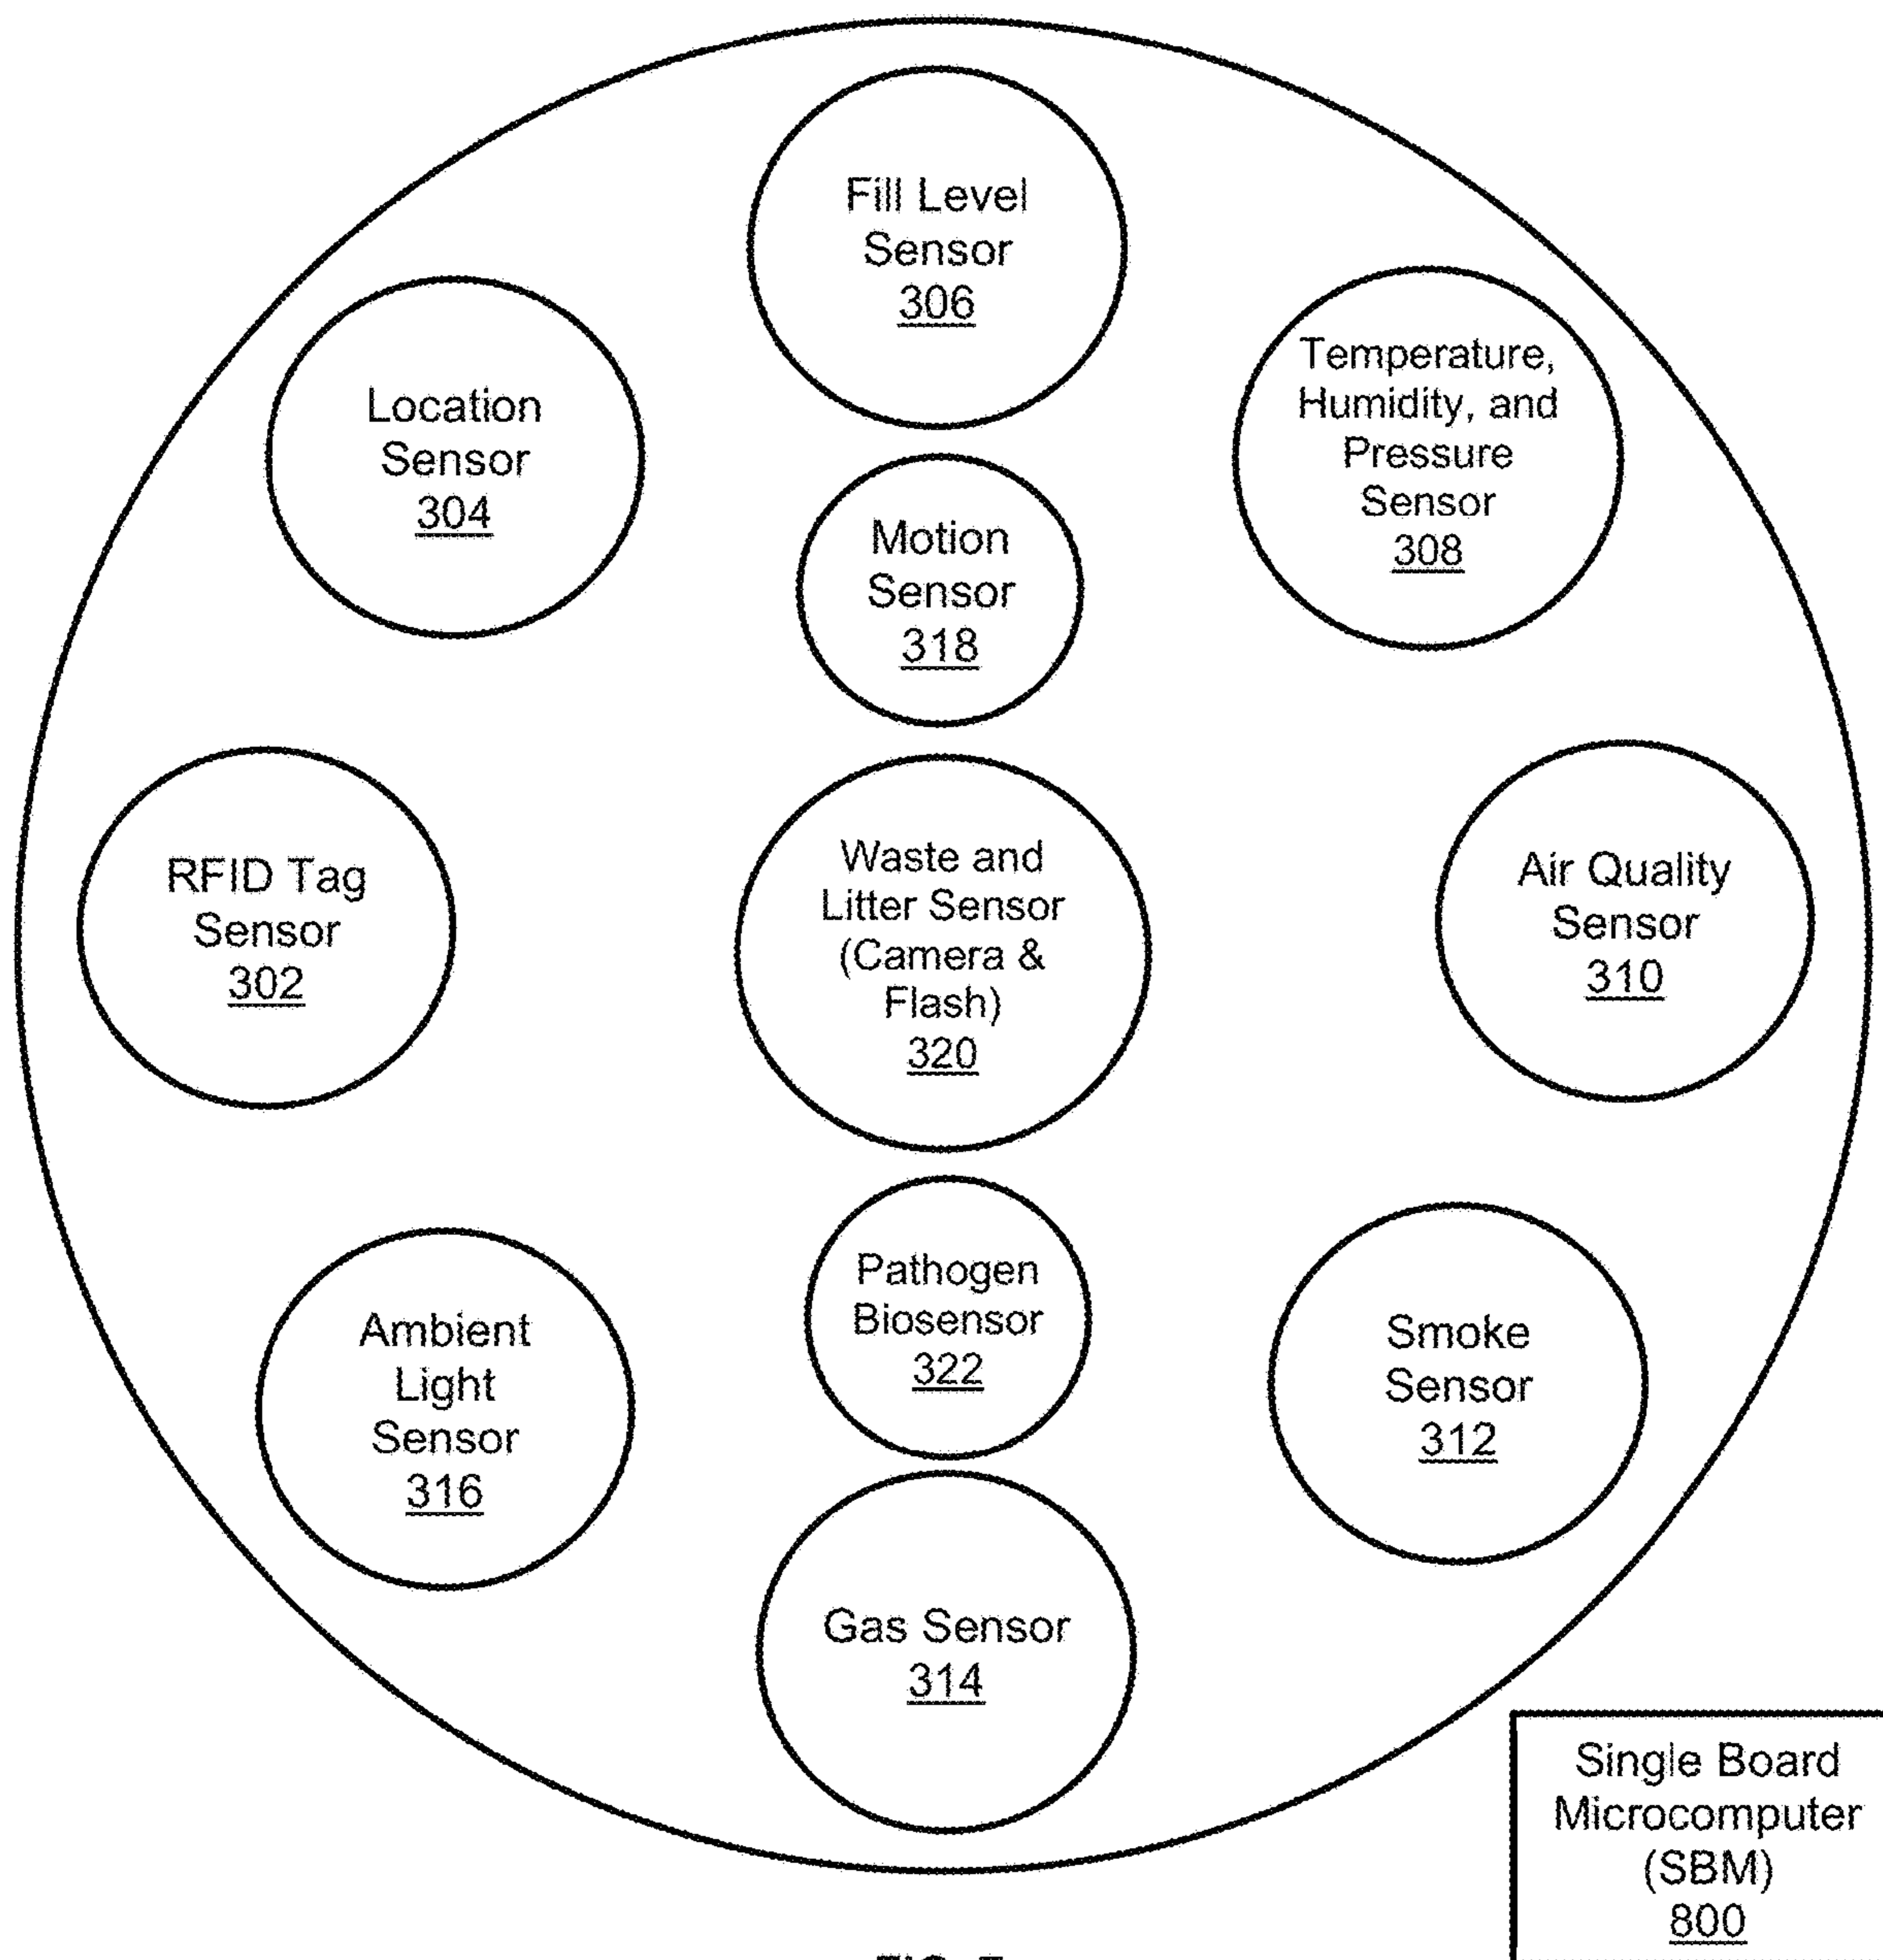 Fill Level
Sensor
306
Location
Sensor
304
Temperature,
Humidity, and
Pressure
Sensor
308
Motion
Sensor
318
RFID Tag
Sensor
302
Waste and
Litter Sensor
(Camera &
Flash)
320
Air Quality
Sensor
310
Ambient
Light
Sensor
316
Pathogen
Biosensor
322
Smoke
Sensor
312
Gas Sensor
314
Single Board
Microcomputer
(SBM)
800